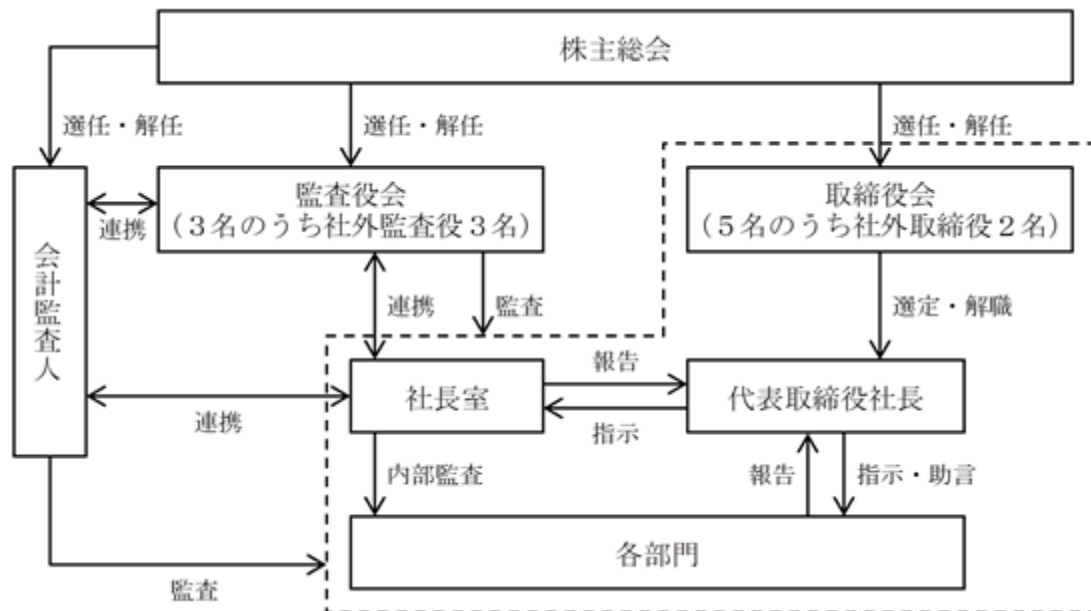 株主総会
選任・解任
選任・解任
選任・解任
監査役会
(3名のうち社外監査役3名)
取締役会
(5名のうち社外取締役2名)
連携
会計監査人
連携
監査
選定・解職
社長室
報告
指示
代表取締役社長
連携
内部監査
報告
指示・助言
各部門
監査